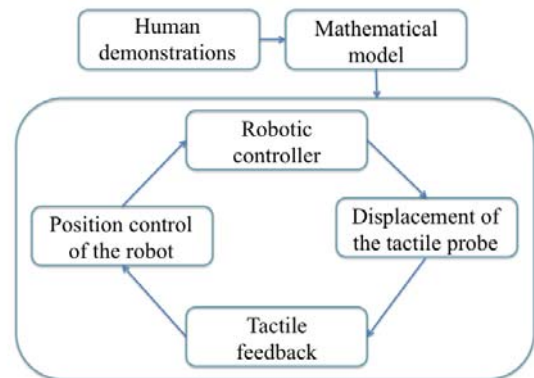 Human
demonstrations
Mathematical
model
Robotic
controller
Displacement of
the tactile probe
Position control
of the robot
Tactile
feedback